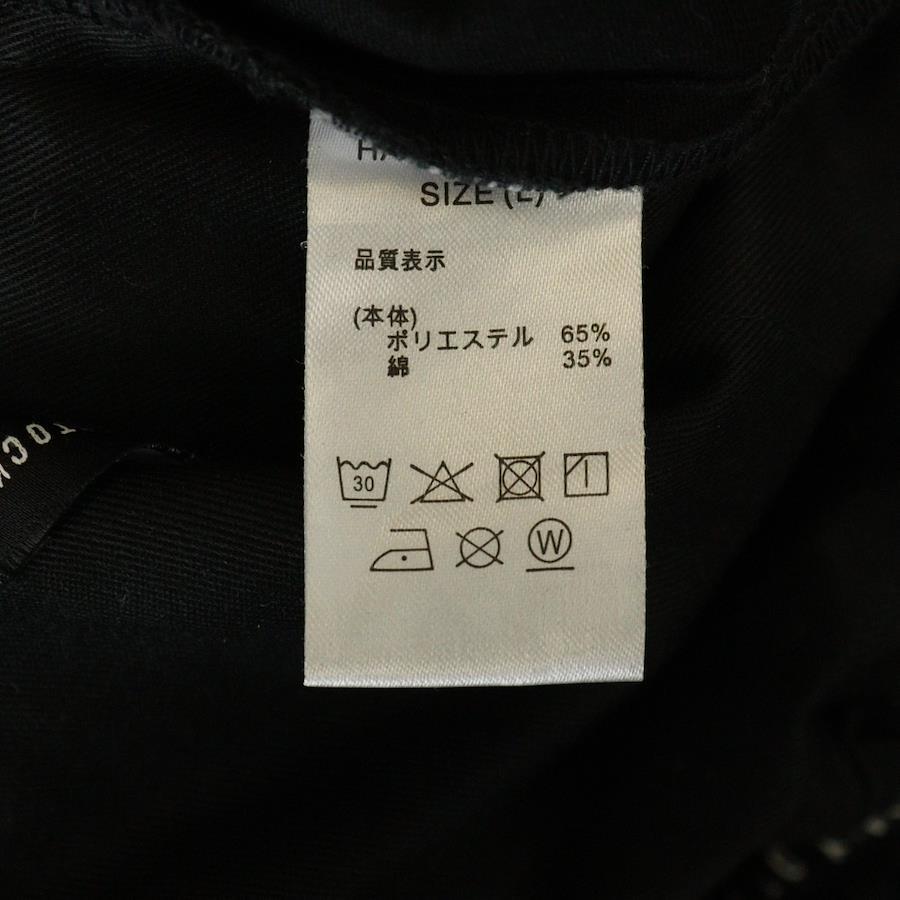 SIZE (L)
品質表示
(本体)
ポリエステル 65%
綿 35%
30
W